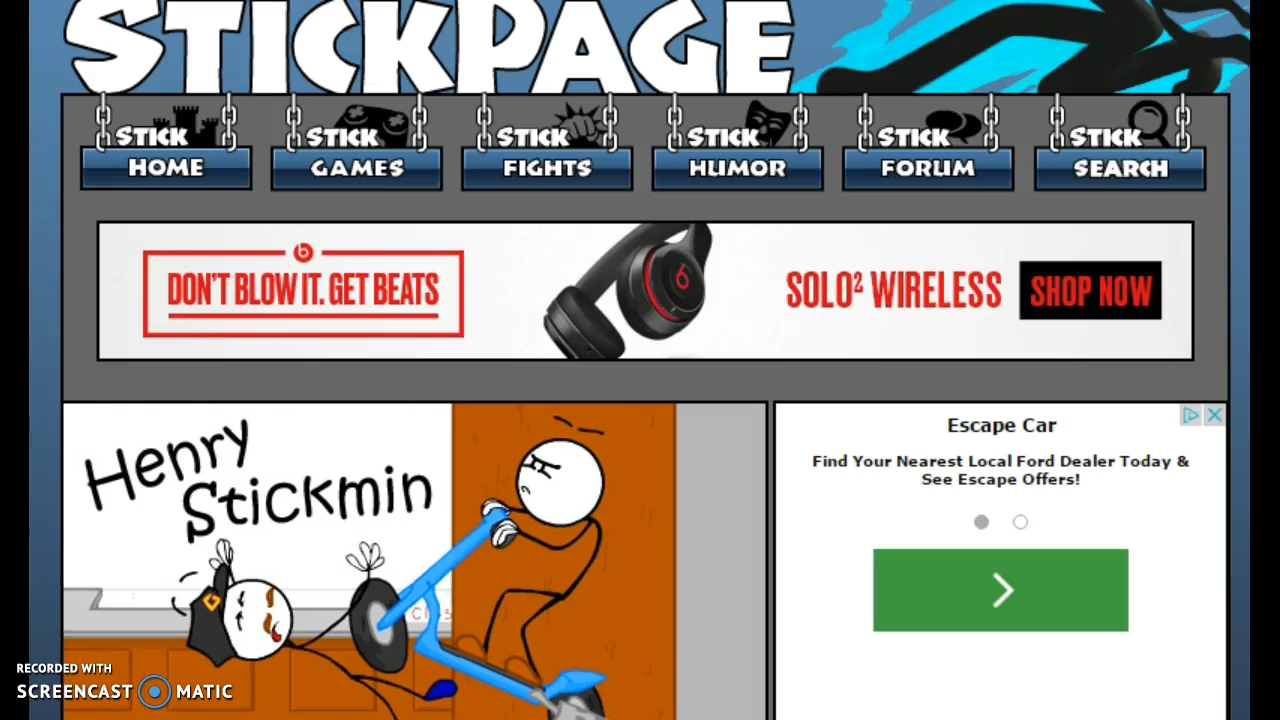 STICKPAGE
STICK HOME
STICK GAMES
STICK FIGHTS
STICK HUMOR
STICK FORUM
STICK SEARCH
DON'T BLOW IT. GET BEATS
SOLO² WIRELESS
SHOP NOW
Henry
Stickmin
Clos
Escape Car
Find Your Nearest Local Ford Dealer Today &
See Escape Offers!
RECORDED WITH
SCREENCAST MATIC